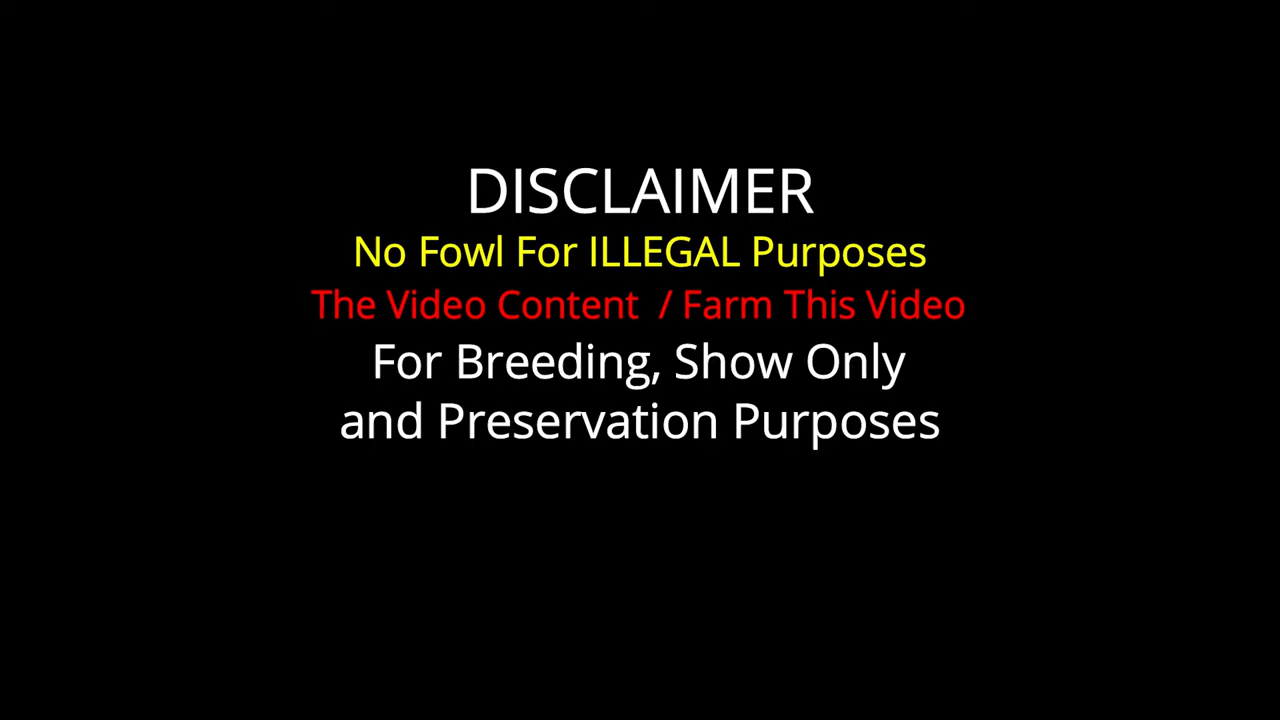 DISCLAIMER
No Fowl For ILLEGAL Purposes
The Video Content / Farm This Video
For Breeding, Show Only
and Preservation Purposes